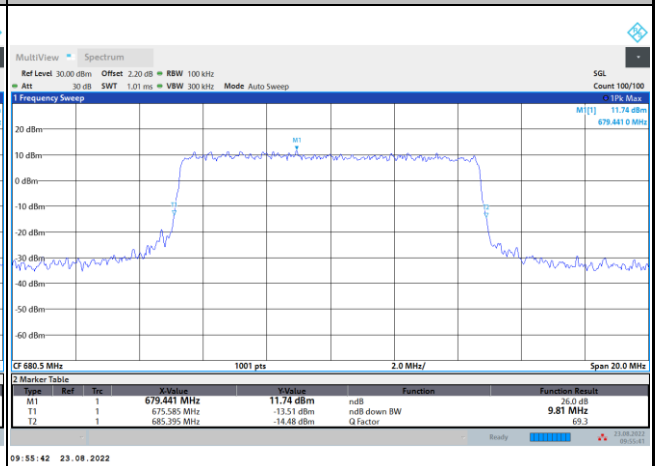 MultiView Spectrum
Ref Level 30.00 dBm Offset 2.20 dB RBW 100 kHz SGL
Att 30 dB SWT 1.01 ms VBW 300 kHz Mode Auto Sweep Count 100/100
1 Frequency Sweep 1Pk Max
M1[1] 11.74 dBm
679.441 0 MHz
M1
20 dBm
10 dBm
0 dBm
-10 dBm
-20 dBm
-30 dBm
-40 dBm
-50 dBm
-60 dBm
CF 680.5 MHz 1001 pts 2.0 MHz/ Span 20.0 MHz
2 Marker Table
Type Ref Trc X-Value Y-Value Function Function Result
M1 1 679.441 MHz 11.74 dBm ndB 26.0 dB
T1 1 675.585 MHz -13.51 dBm ndB down BW 9.81 MHz
T2 1 685.395 MHz -14.48 dBm Q Factor 69.3
Ready 23.08.2022
09:55:41
09:55:42 23.08.2022